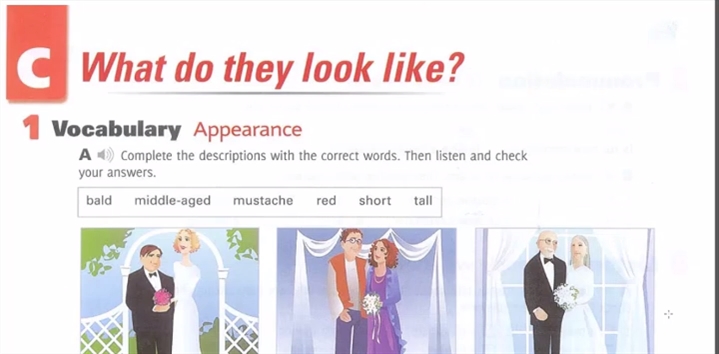 C What do they look like?
1 Vocabulary Appearance
A Complete the descriptions with the correct words. Then listen and check
your answers.
bald middle-aged mustache red short tall